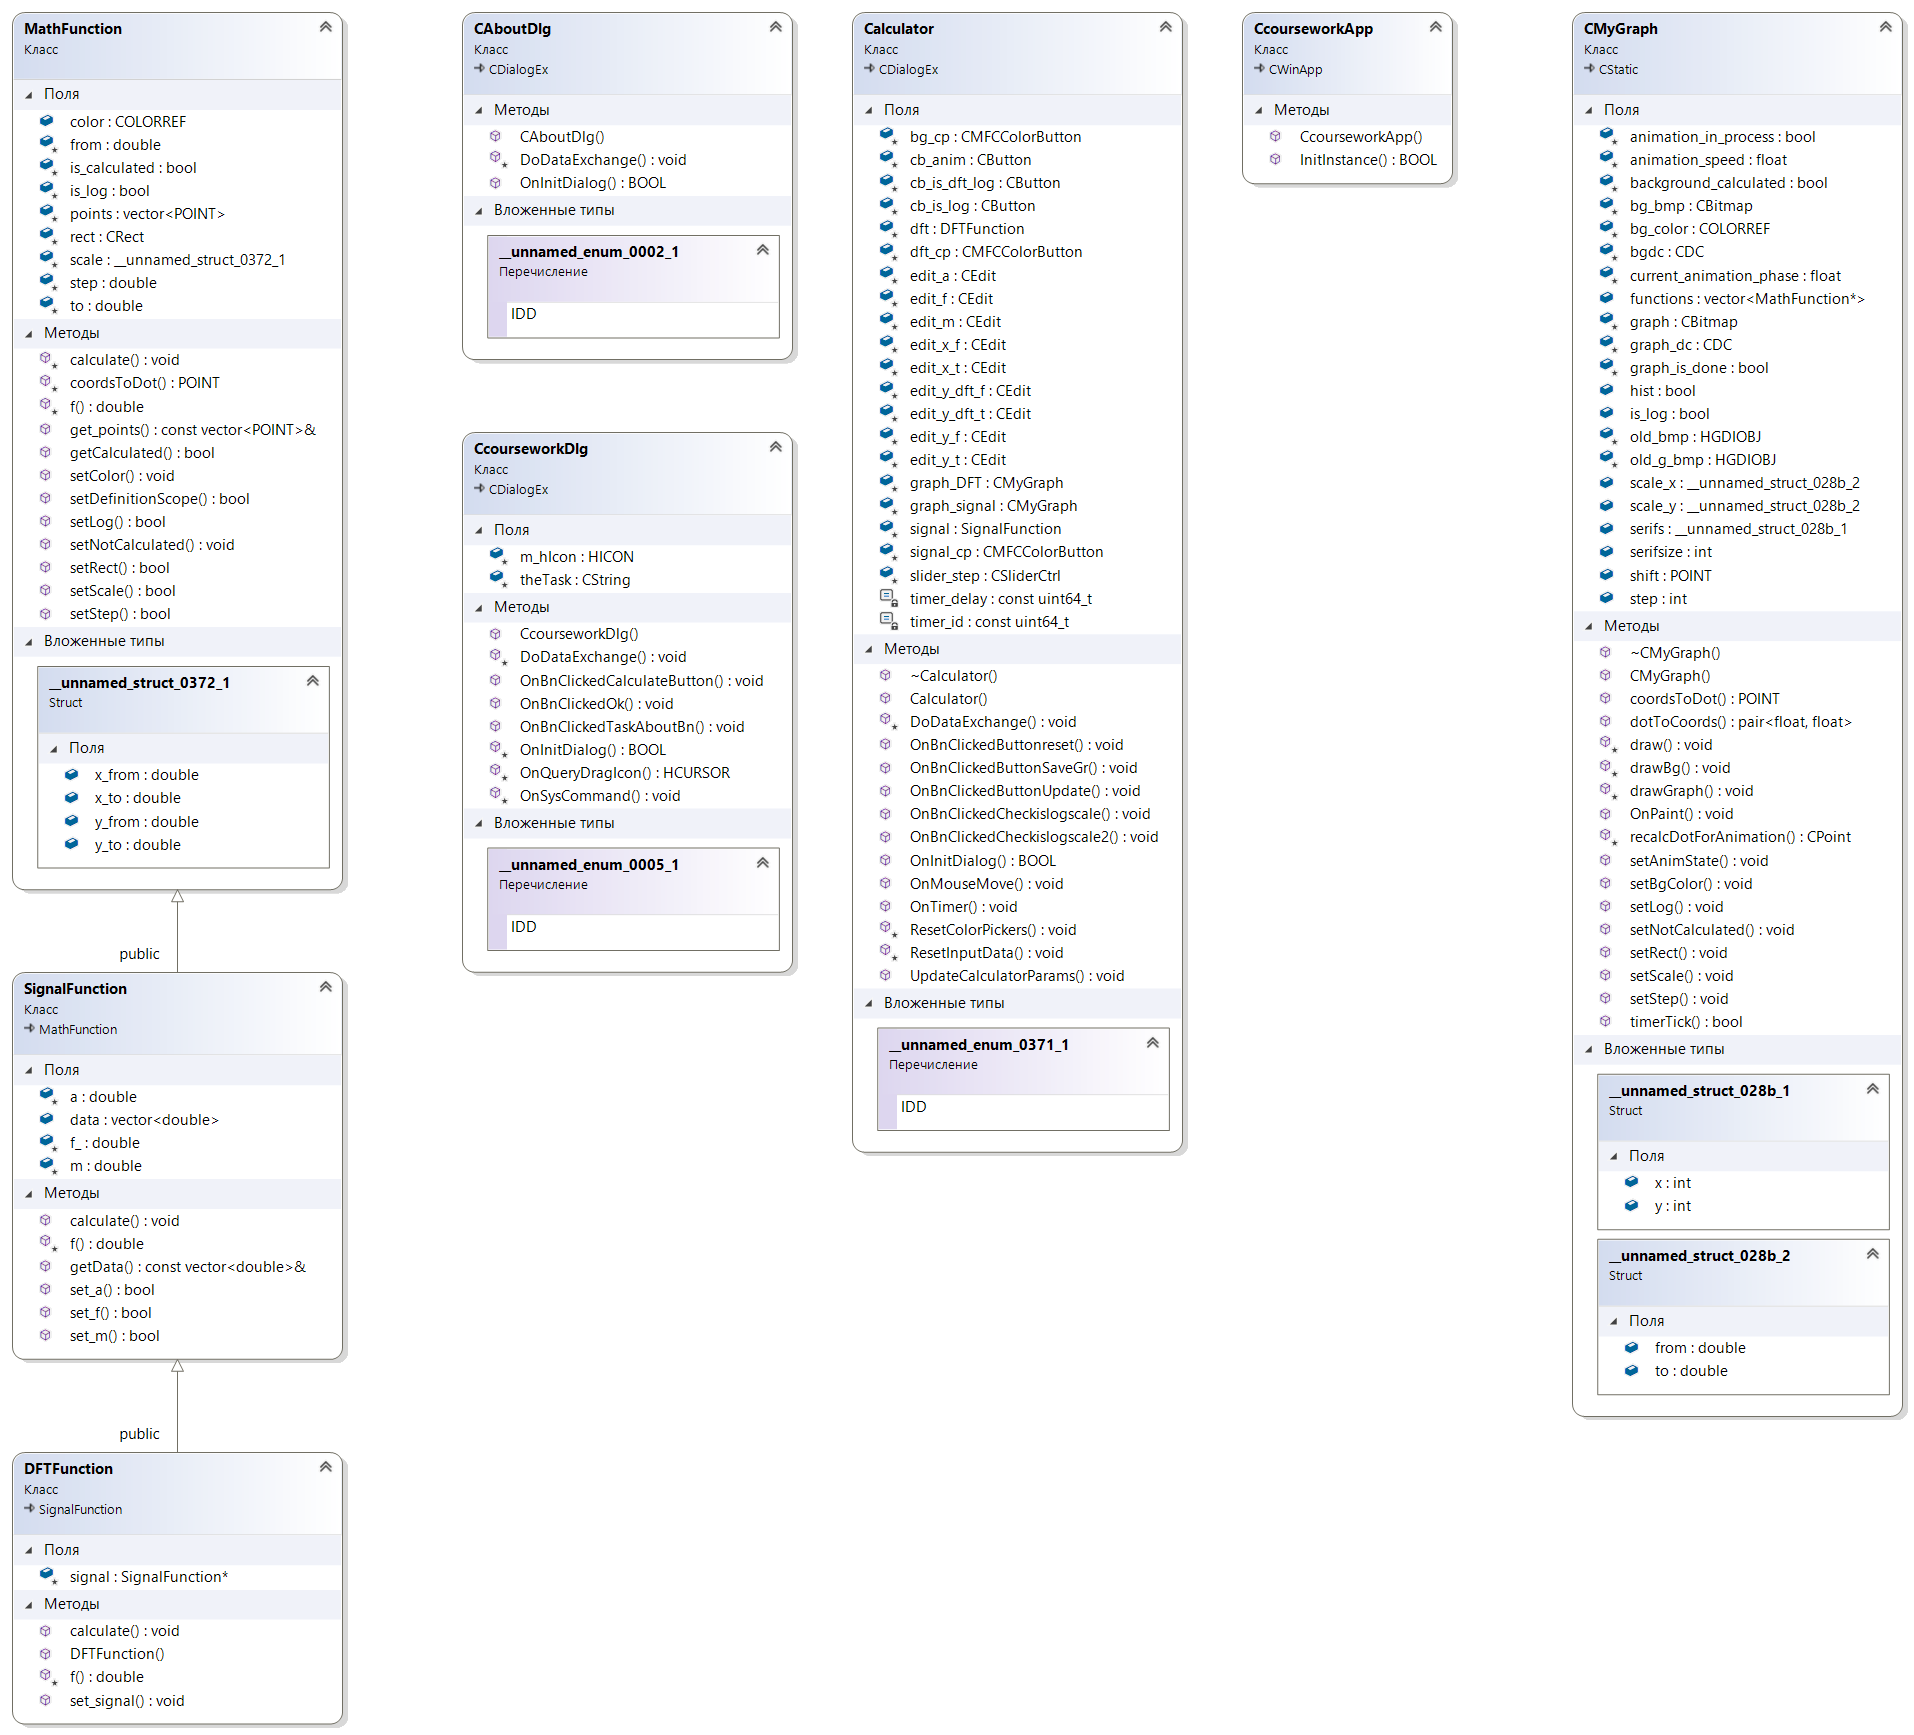 MathFunction
Класс
Поля
color : COLORREF
from : double
is_calculated : bool
is_log : bool
points : vector<POINT>
rect : CRect
scale : __unnamed_struct_0372_1
step : double
to : double
Методы
calculate() : void
coordsToDot() : POINT
f() : double
get_points() : const vector<POINT>&
getCalculated() : bool
setColor() : void
setDefinitionScope() : bool
setLog() : bool
setNotCalculated() : void
setRect() : bool
setScale() : bool
setStep() : bool
Вложенные типы
__unnamed_struct_0372_1
Struct
Поля
x_from : double
x_to : double
y_from : double
y_to : double
public
SignalFunction
Класс
MathFunction
Поля
a : double
data : vector<double>
f_ : double
m : double
Методы
calculate() : void
f() : double
getData() : const vector<double>&
set_a() : bool
set_f() : bool
set_m() : bool
public
DFTFunction
Класс
SignalFunction
Поля
signal : SignalFunction*
Методы
calculate() : void
DFTFunction()
f() : double
set_signal() : void
CAboutDlg
Класс
CDialogEx
Методы
CAboutDlg()
DoDataExchange() : void
OnInitDialog() : BOOL
Вложенные типы
__unnamed_enum_0002_1
Перечисление
IDD
CcourseworkDlg
Класс
CDialogEx
Поля
m_hIcon : HICON
theTask : CString
Методы
CcourseworkDlg()
DoDataExchange() : void
OnBnClickedCalculateButton() : void
OnBnClickedOk() : void
OnBnClickedTaskAboutBn() : void
OnInitDialog() : BOOL
OnQueryDragIcon() : HCURSOR
OnSysCommand() : void
Вложенные типы
__unnamed_enum_0005_1
Перечисление
IDD
Calculator
Класс
CDialogEx
Поля
bg_cp : CMFCColorButton
cb_anim : CButton
cb_is_dft_log : CButton
cb_is_log : CButton
dft : DFTFunction
dft_cp : CMFCColorButton
edit_a : CEdit
edit_f : CEdit
edit_m : CEdit
edit_x_f : CEdit
edit_x_t : CEdit
edit_y_dft_f : CEdit
edit_y_dft_t : CEdit
edit_y_f : CEdit
edit_y_t : CEdit
graph_DFT : CMyGraph
graph_signal : CMyGraph
signal : SignalFunction
signal_cp : CMFCColorButton
slider_step : CSliderCtrl
timer_delay : const uint64_t
timer_id : const uint64_t
Методы
~Calculator()
Calculator()
DoDataExchange() : void
OnBnClickedButtonreset() : void
OnBnClickedButtonSaveGr() : void
OnBnClickedButtonUpdate() : void
OnBnClickedCheckislogscale() : void
OnBnClickedCheckislogscale2() : void
OnInitDialog() : BOOL
OnMouseMove() : void
OnTimer() : void
ResetColorPickers() : void
ResetInputData() : void
UpdateCalculatorParams() : void
Вложенные типы
__unnamed_enum_0371_1
Перечисление
IDD
CcourseworkApp
Класс
CWinApp
Методы
CcourseworkApp()
InitInstance() : BOOL
CMyGraph
Класс
CStatic
Поля
animation_in_process : bool
animation_speed : float
background_calculated : bool
bg_bmp : CBitmap
bg_color : COLORREF
bgdc : CDC
current_animation_phase : float
functions : vector<MathFunction*>
graph : CBitmap
graph_dc : CDC
graph_is_done : bool
hist : bool
is_log : bool
old_bmp : HGDIOBJ
old_g_bmp : HGDIOBJ
scale_x : __unnamed_struct_028b_2
scale_y : __unnamed_struct_028b_2
serifs : __unnamed_struct_028b_1
serifsize : int
shift : POINT
step : int
Методы
~CMyGraph()
CMyGraph()
coordsToDot() : POINT
dotToCoords() : pair<float, float>
draw() : void
drawBg() : void
drawGraph() : void
OnPaint() : void
recalcDotForAnimation() : CPoint
setAnimState() : void
setBgColor() : void
setLog() : void
setNotCalculated() : void
setRect() : void
setScale() : void
setStep() : void
timerTick() : bool
Вложенные типы
__unnamed_struct_028b_1
Struct
Поля
x : int
y : int
__unnamed_struct_028b_2
Struct
Поля
from : double
to : double